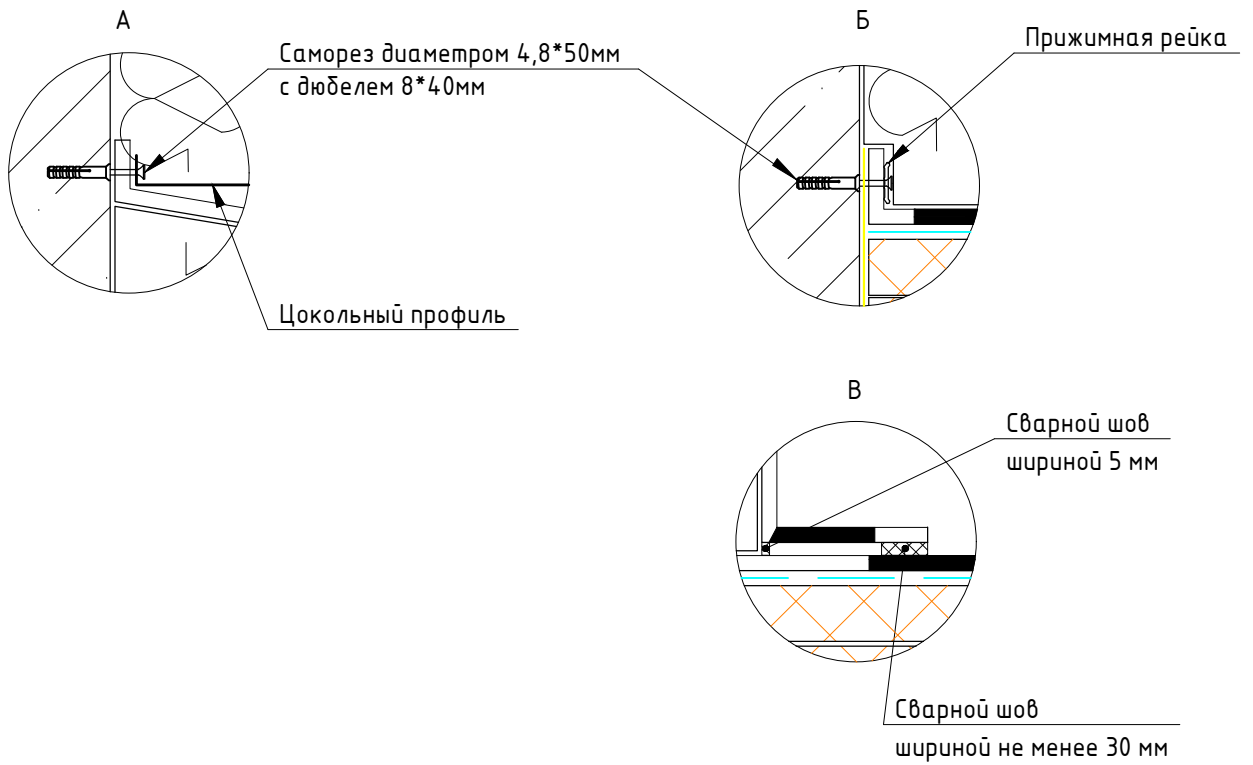 А
Б
Саморез диаметром 4,8*50мм
с дюбелем 8*40мм
Прижимная рейка
Цокольный профиль
В
Сварной шов
шириной 5 мм
Сварной шов
шириной не менее 30 мм